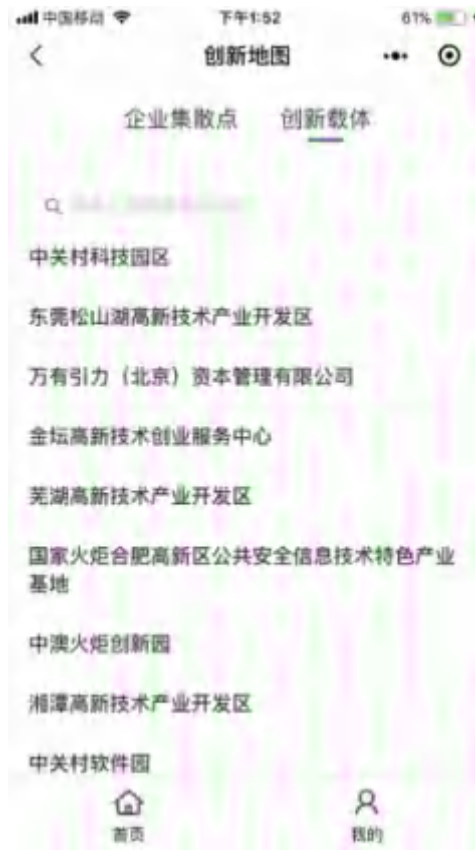 中国移动
下午1:52
61%
创新地图
企业集散点
创新载体
中关村科技园区
东莞松山湖高新技术产业开发区
万有引力（北京）资本管理有限公司
金坛高新技术创业服务中心
芜湖高新技术产业开发区
国家火炬合肥高新区公共安全信息技术特色产业
基地
中澳火炬创新园
湘潭高新技术产业开发区
中关村软件园
首页
我的